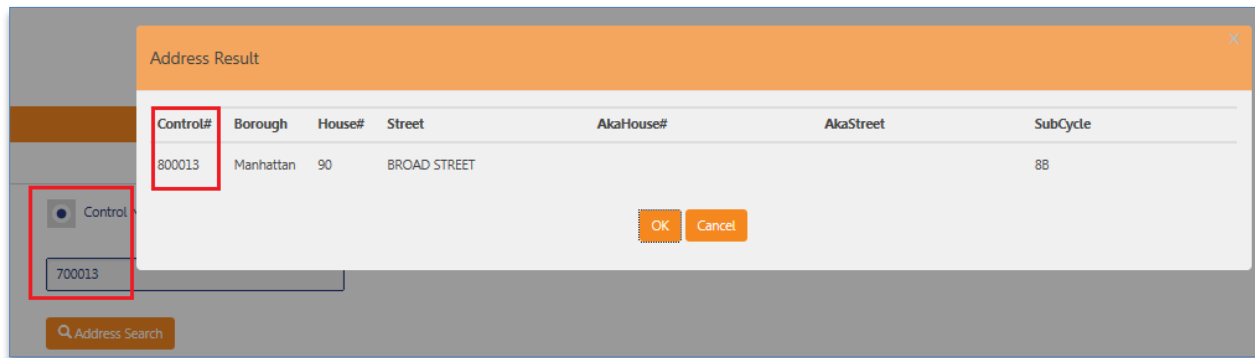 Address Result
x
Control# Borough House# Street AkaHouse# AkaStreet SubCycle
800013 Manhattan 90 BROAD STREET 8B
Control
OK Cancel
700013
Address Search